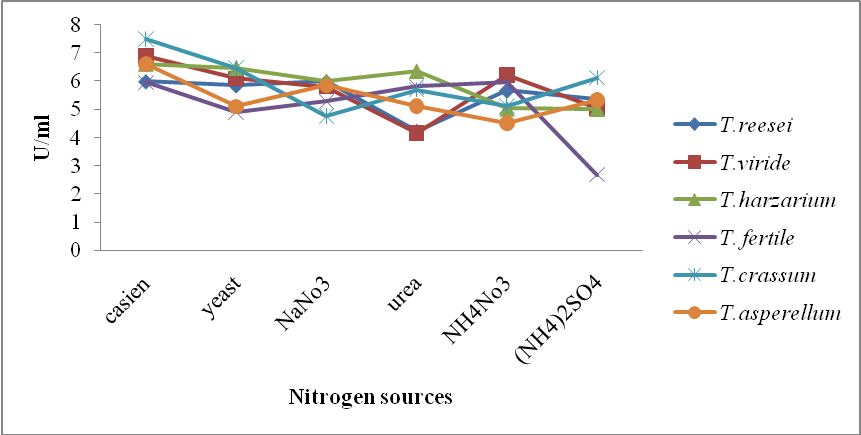 8
7
6
5
4
3
2
1
0
U/ml
casien
yeast
NaNo3
urea
NH4No3
(NH4)2SO4
Nitrogen sources
T.reesei
T.viride
T.harzarium
T. fertile
T.crassum
T.asperellum